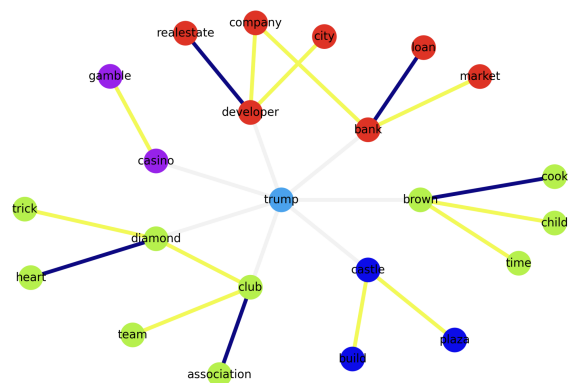 company
realestate
city
loan
gamble
market
developer
bank
casino
cook
trump
brown
trick
child
diamond
time
heart
castle
club
team
plaza
build
association